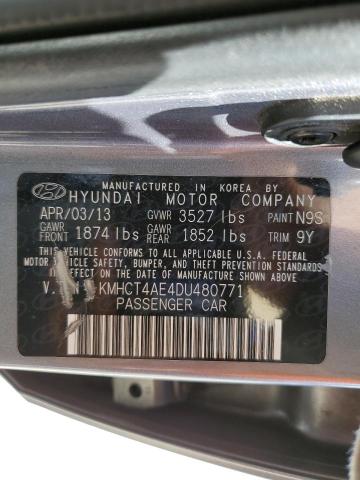 MANUFACTURED IN KOREA BY
HYUNDAI MOTOR COMPANY
APR/03/13 GVWR 3527 lbs PAINT N9S
GAWR FRONT 1874 lbs GAWR REAR 1852 lbs TRIM 9Y
THIS VEHICLE CONFORMS TO ALL APPLICABLE U.S.A. FEDERAL
MOTOR VEHICLE SAFETY, BUMPER, AND THEFT PREVENTION STANDARDS
IN EFFECT ON THE DATE OF MANUFACTURE SHOWN ABOVE.
KMHCT4AE4DU480771
PASSENGER CAR